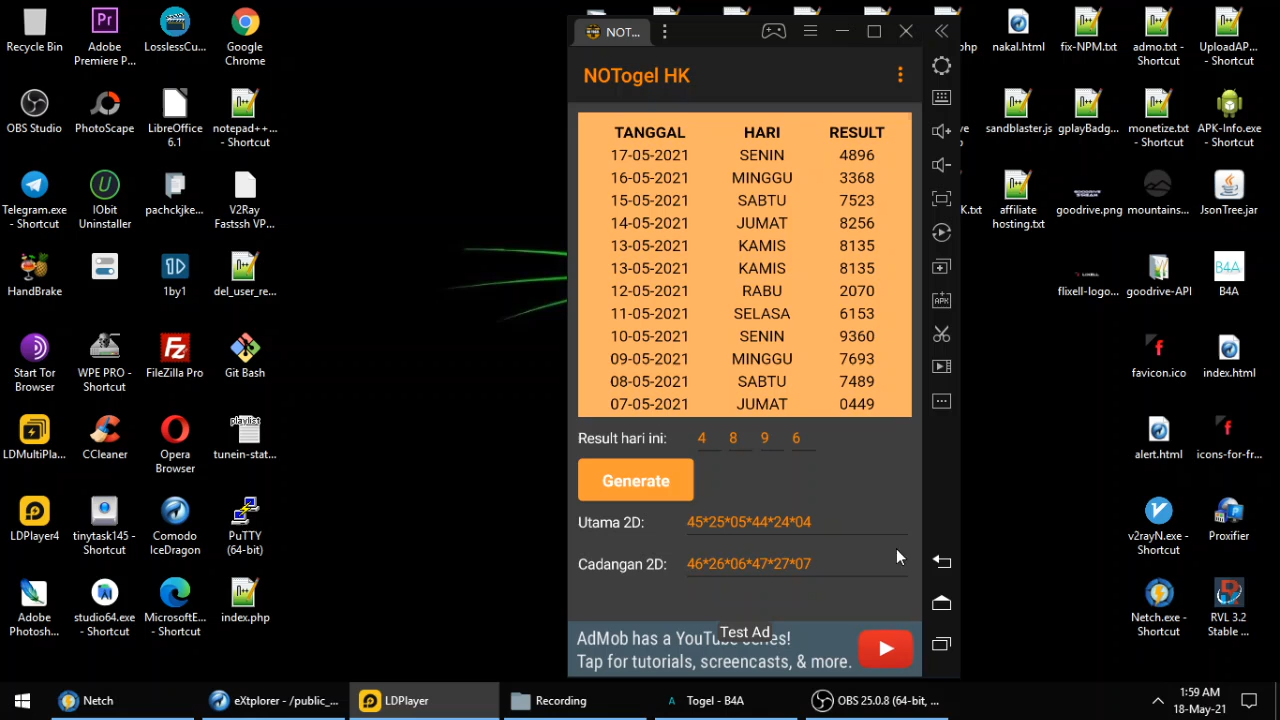 Recycle Bin
Adobe
Premiere P...
LosslessCu...
Google
Chrome
OBS Studio
PhotoScape
LibreOffice
6.1
notepad++...
- Shortcut
Telegram.exe
- Shortcut
IObit
Uninstaller
pachckjke...
V2Ray
Fastssh VP...
HandBrake
1by1
del_user_re...
Start Tor
Browser
WPE PRO -
Shortcut
FileZilla Pro
Git Bash
LDMultiPla...
CCleaner
Opera
Browser
playlist
tunein-stat...
LDPlayer4
tinytask145 -
Shortcut
Comodo
IceDragon
PuTTY
(64-bit)
Adobe
Photosh...
studio64.exe
- Shortcut
MicrosoftE...
- Shortcut
index.php
NOT...
NOTogel HK
TANGGAL HARI RESULT
17-05-2021 SENIN 4896
16-05-2021 MINGGU 3368
15-05-2021 SABTU 7523
14-05-2021 JUMAT 8256
13-05-2021 KAMIS 8135
13-05-2021 KAMIS 8135
12-05-2021 RABU 2070
11-05-2021 SELASA 6153
10-05-2021 SENIN 9360
09-05-2021 MINGGU 7693
08-05-2021 SABTU 7489
07-05-2021 JUMAT 0449
Result hari ini: 4 8 9 6
Generate
Utama 2D: 45*25*05*44*24*04
Cadangan 2D: 46*26*06*47*27*07
Test Ad
AdMob has a YouTube series!
Tap for tutorials, screencasts, & more.
APK
php
nakal.html
fix-NPM.txt
admo.txt -
Shortcut
UploadAP...
- Shortcut
sandblaster.js
gplayBadg...
monetize.txt
- Shortcut
APK-Info.exe
- Shortcut
K.txt
affiliate
hosting.txt
goodrive.png
mountains...
JsonTree.jar
flixell-logo...
goodrive-API
B4A
B4A
favicon.ico
index.html
alert.html
icons-for-fr...
v2rayN.exe -
Shortcut
Proxifier
Netch.exe -
Shortcut
RVL 3.2
Stable ...
Netch
eXtplorer - /public_...
LDPlayer
Recording
Togel - B4A
OBS 25.0.8 (64-bit, ...
1:59 AM
18-May-21